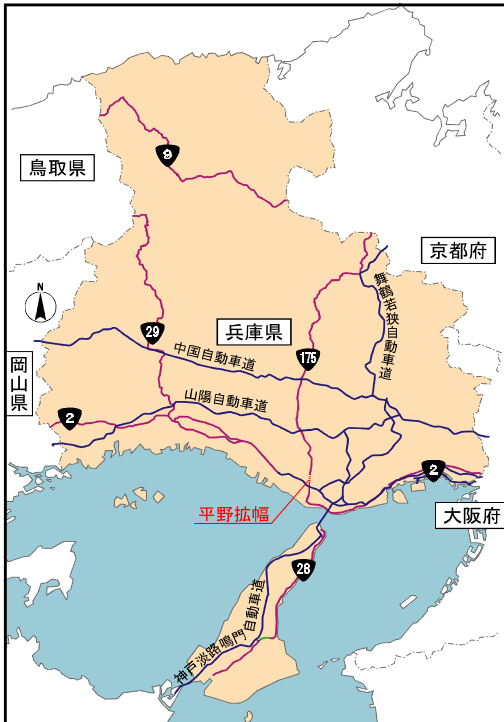 9
鳥取県
京都府
舞鶴若狭自動車道
N
29
兵庫県
175
中国自動車道
岡山県
山陽自動車道
2
2
平野拡幅
大阪府
28
神戸淡路鳴門自動車道